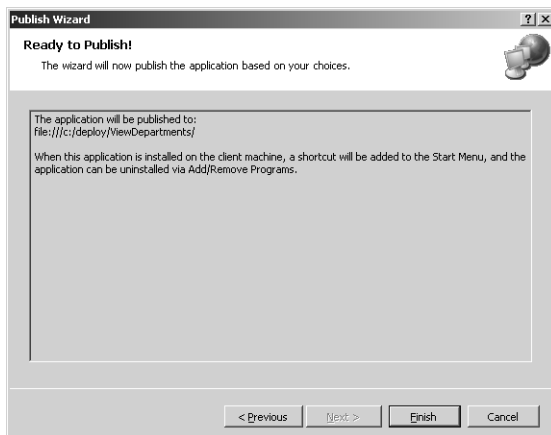 Publish Wizard
Ready to Publish!
The wizard will now publish the application based on your choices.
The application will be published to:
file:///c:/deploy/ViewDepartments/
When this application is installed on the client machine, a shortcut will be added to the Start Menu, and the
application can be uninstalled via Add/Remove Programs.
< Previous Next > Finish Cancel